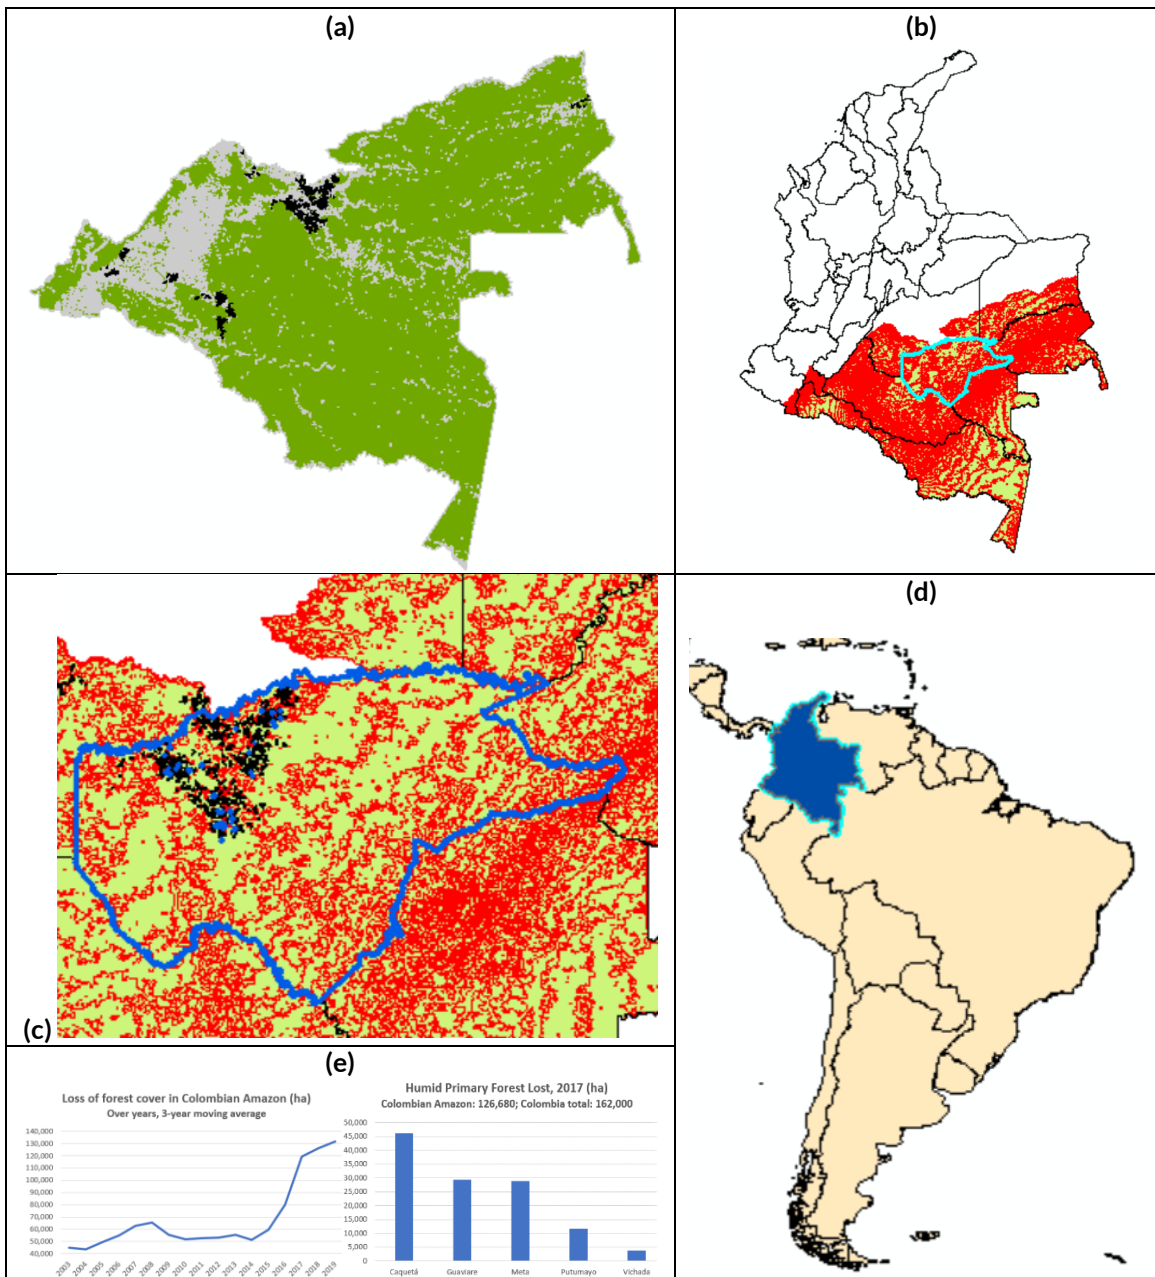 (a)
(b)
(c)
(d)
(e)
Loss of forest cover in Colombian Amazon (ha)
Over years, 3-year moving average
140,000
130,000
120,000
110,000
100,000
90,000
80,000
70,000
60,000
50,000
40,000
2003
2004
2005
2006
2007
2008
2009
2010
2011
2012
2013
2014
2015
2016
2017
2018
2019
Humid Primary Forest Lost, 2017 (ha)
Colombian Amazon: 126,680; Colombia total: 162,000
50,000
45,000
40,000
35,000
30,000
25,000
20,000
15,000
10,000
5,000
0
Caquetá
Guaviare
Meta
Putumayo
Vichada